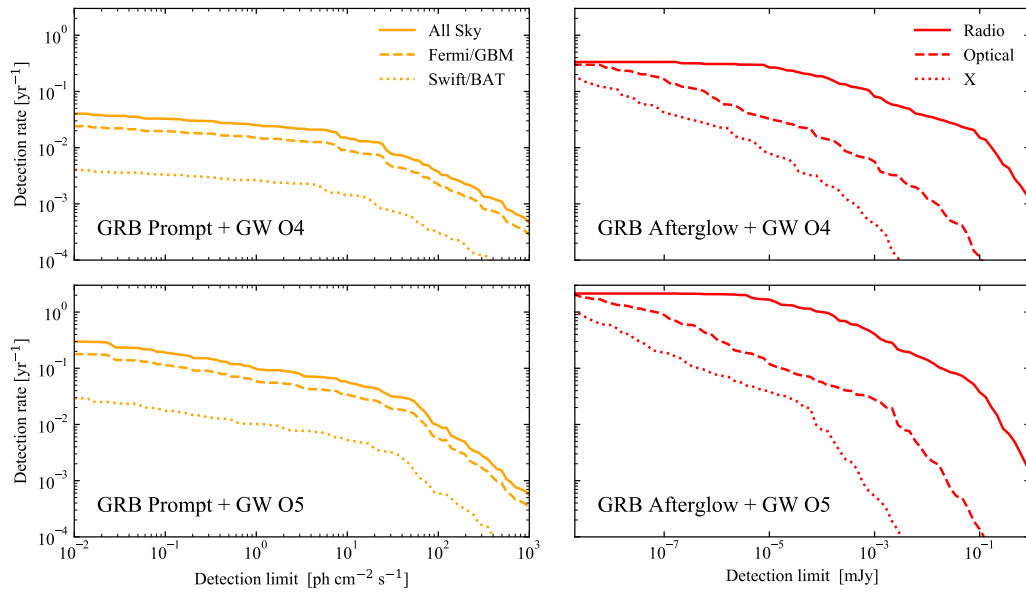 10⁰
10⁻¹
10⁻²
10⁻³
10⁻⁴
Detection rate [yr⁻¹]
All Sky
Fermi/GBM
Swift/BAT
GRB Prompt + GW O4
Radio
Optical
X
GRB Afterglow + GW O4
10⁰
10⁻¹
10⁻²
10⁻³
10⁻⁴
Detection rate [yr⁻¹]
GRB Prompt + GW O5
GRB Afterglow + GW O5
10⁻² 10⁻¹ 10⁰ 10¹ 10² 10³
10⁻⁷ 10⁻⁵ 10⁻³ 10⁻¹
Detection limit [ph cm⁻² s⁻¹]
Detection limit [mJy]